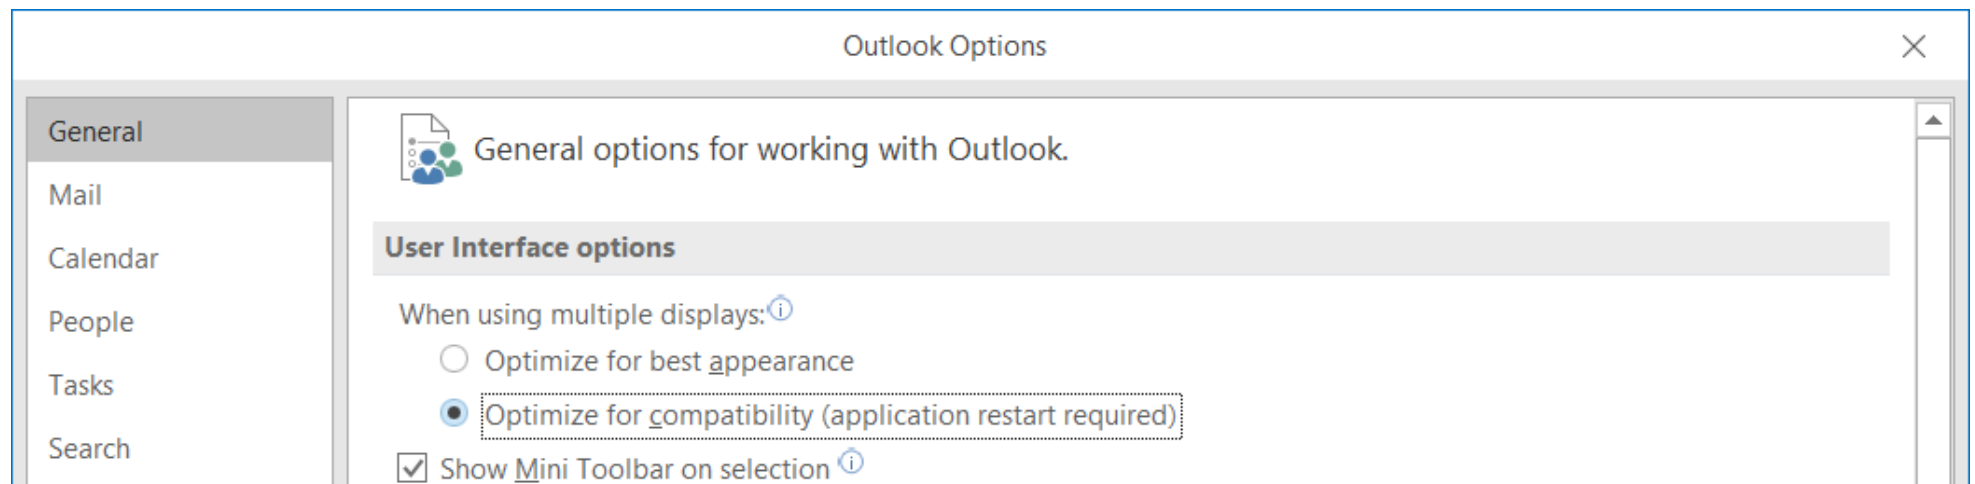 Outlook Options
General
Mail
Calendar
People
Tasks
Search
General options for working with Outlook.
User Interface options
When using multiple displays:
Optimize for best appearance
Optimize for compatibility (application restart required)
Show Mini Toolbar on selection